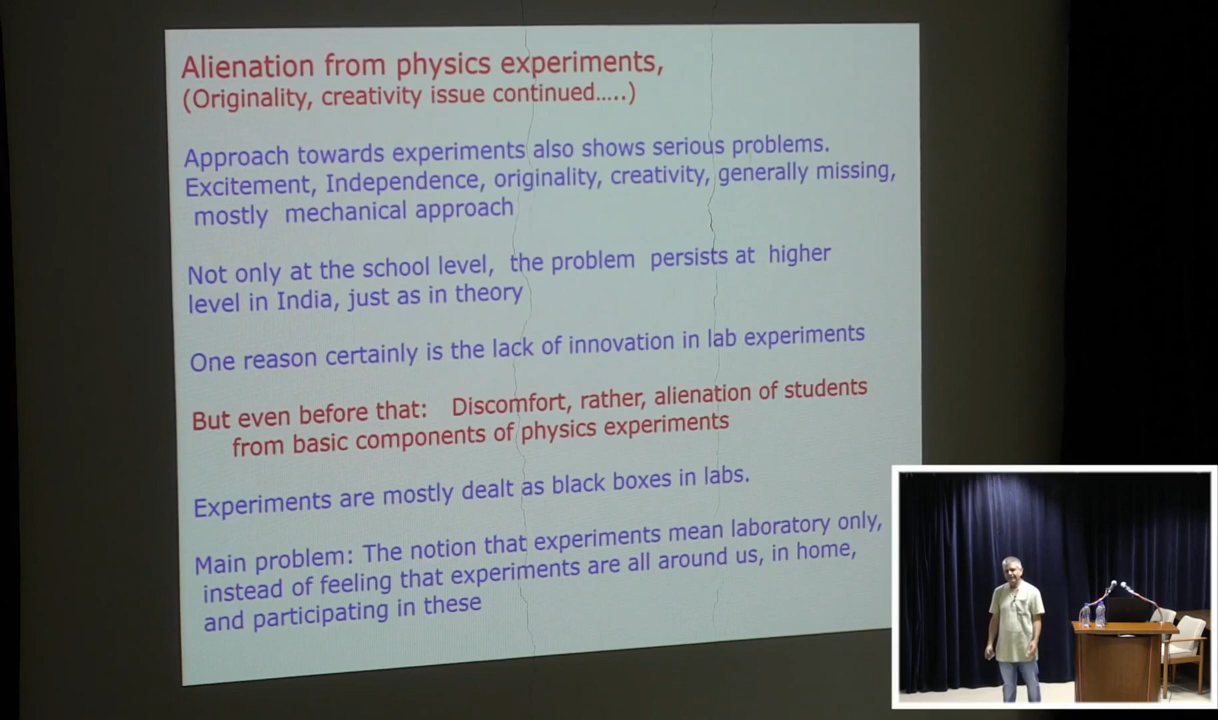 Alienation from physics experiments,
(Originality, creativity issue continued.....)
Approach towards experiments also shows serious problems.
Excitement, Independence, originality, creativity, generally missing,
mostly mechanical approach
Not only at the school level, the problem persists at higher
level in India, just as in theory
One reason certainly is the lack of innovation in lab experiments
But even before that: Discomfort, rather, alienation of students
from basic components of physics experiments
Experiments are mostly dealt as black boxes in labs.
Main problem: The notion that experiments mean laboratory only,
instead of feeling that experiments are all around us, in home,
and participating in these